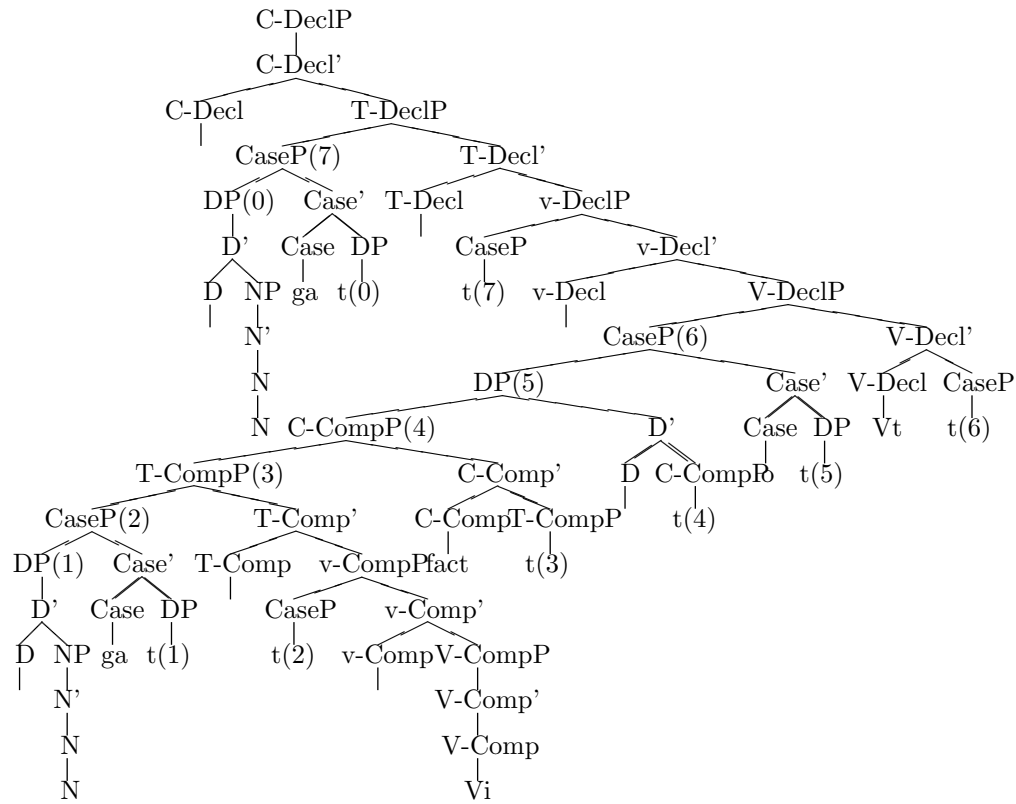 C-DeclP
C-Decl'
C-Decl T-DeclP
CaseP(7) T-Decl'
DP(0) Case' T-Decl v-DeclP
D' Case DP CaseP v-Decl'
D NP ga t(0) t(7) v-Decl V-DeclP
N' CaseP(6) V-Decl'
N DP(5) Case' V-Decl CaseP
N C-CompP(4) D' Case DP Vt t(6)
T-CompP(3) C-Comp' D C-CompP o t(5)
CaseP(2) T-Comp' C-Comp T-CompP t(4)
DP(1) Case' T-Comp v-CompP fact t(3)
D' Case DP CaseP v-Comp'
D NP ga t(1) t(2) v-Comp V-CompP
N' V-Comp'
N V-Comp
N Vi